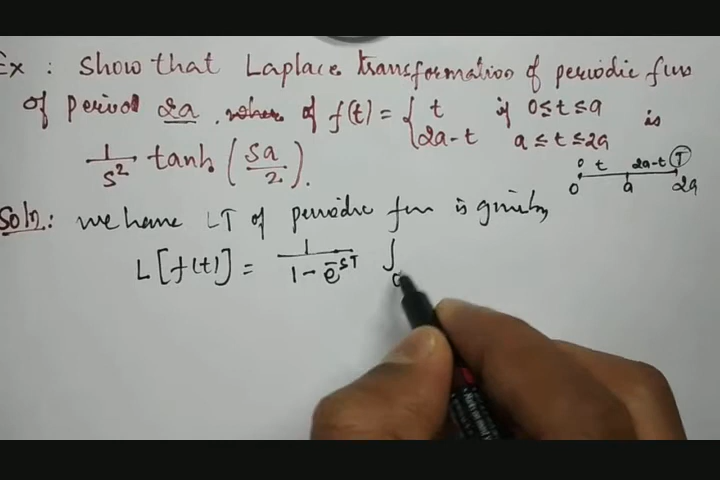 Ex : Show that Laplace transformation of periodic fun
of period 2a of f(t) = { t if 0≤t≤a is
2a-t a≤t≤2a
1/s² tanh (sa/2).
0 t 2a-t T
0 a 2a
Soln: we have LT of periodic fun is given by
L[f(t)] = 1/(1-e^-ST) ∫0